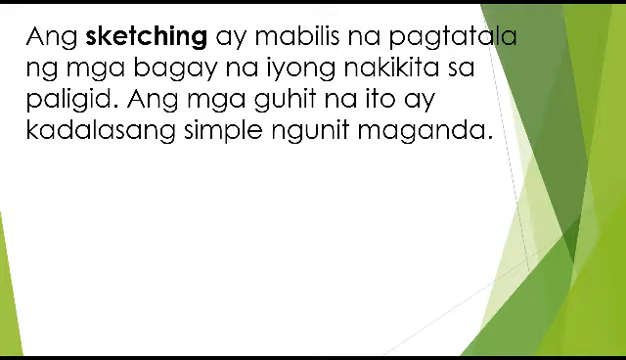 Ang sketching ay mabilis na pagtatala
ng mga bagay na iyong nakikita sa
paligid. Ang mga guhit na ito ay
kadalasang simple ngunit maganda.